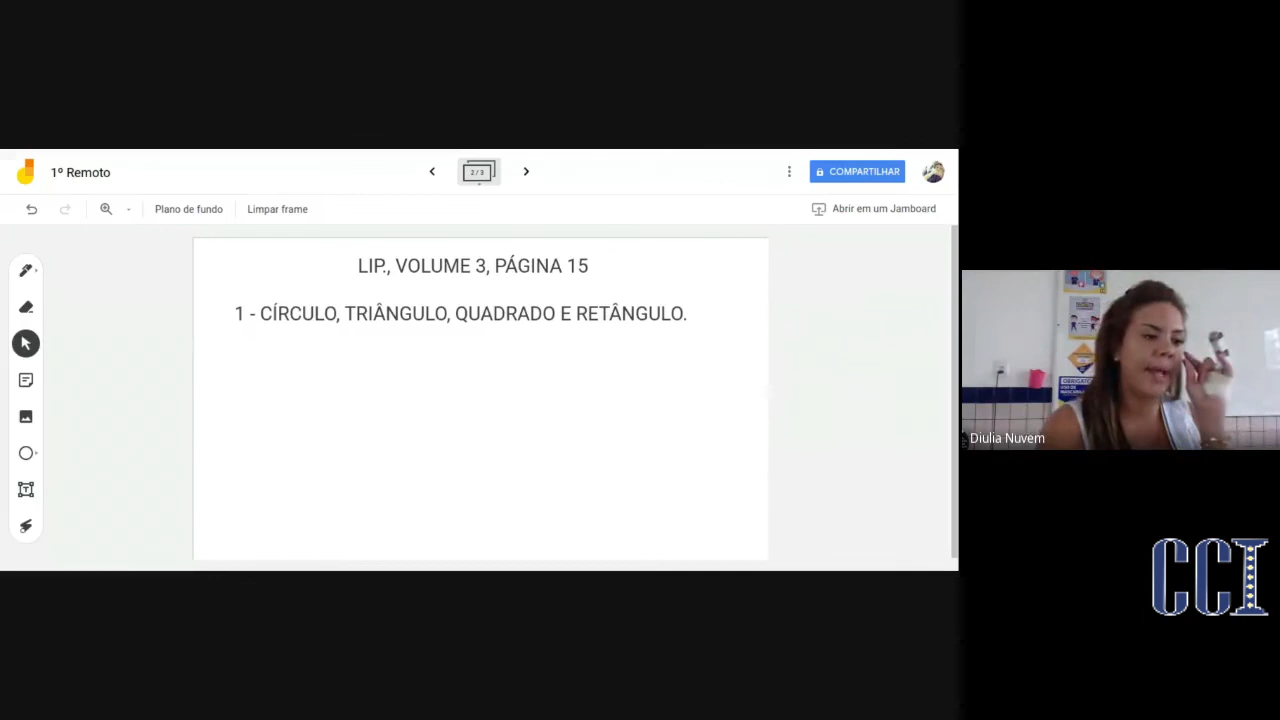 1º Remoto
2 / 3
COMPARTILHAR
Plano de fundo
Limpar frame
Abrir em um Jamboard
LIP., VOLUME 3, PÁGINA 15
1 - CÍRCULO, TRIÂNGULO, QUADRADO E RETÂNGULO.
Diulia Nuvem
CCI